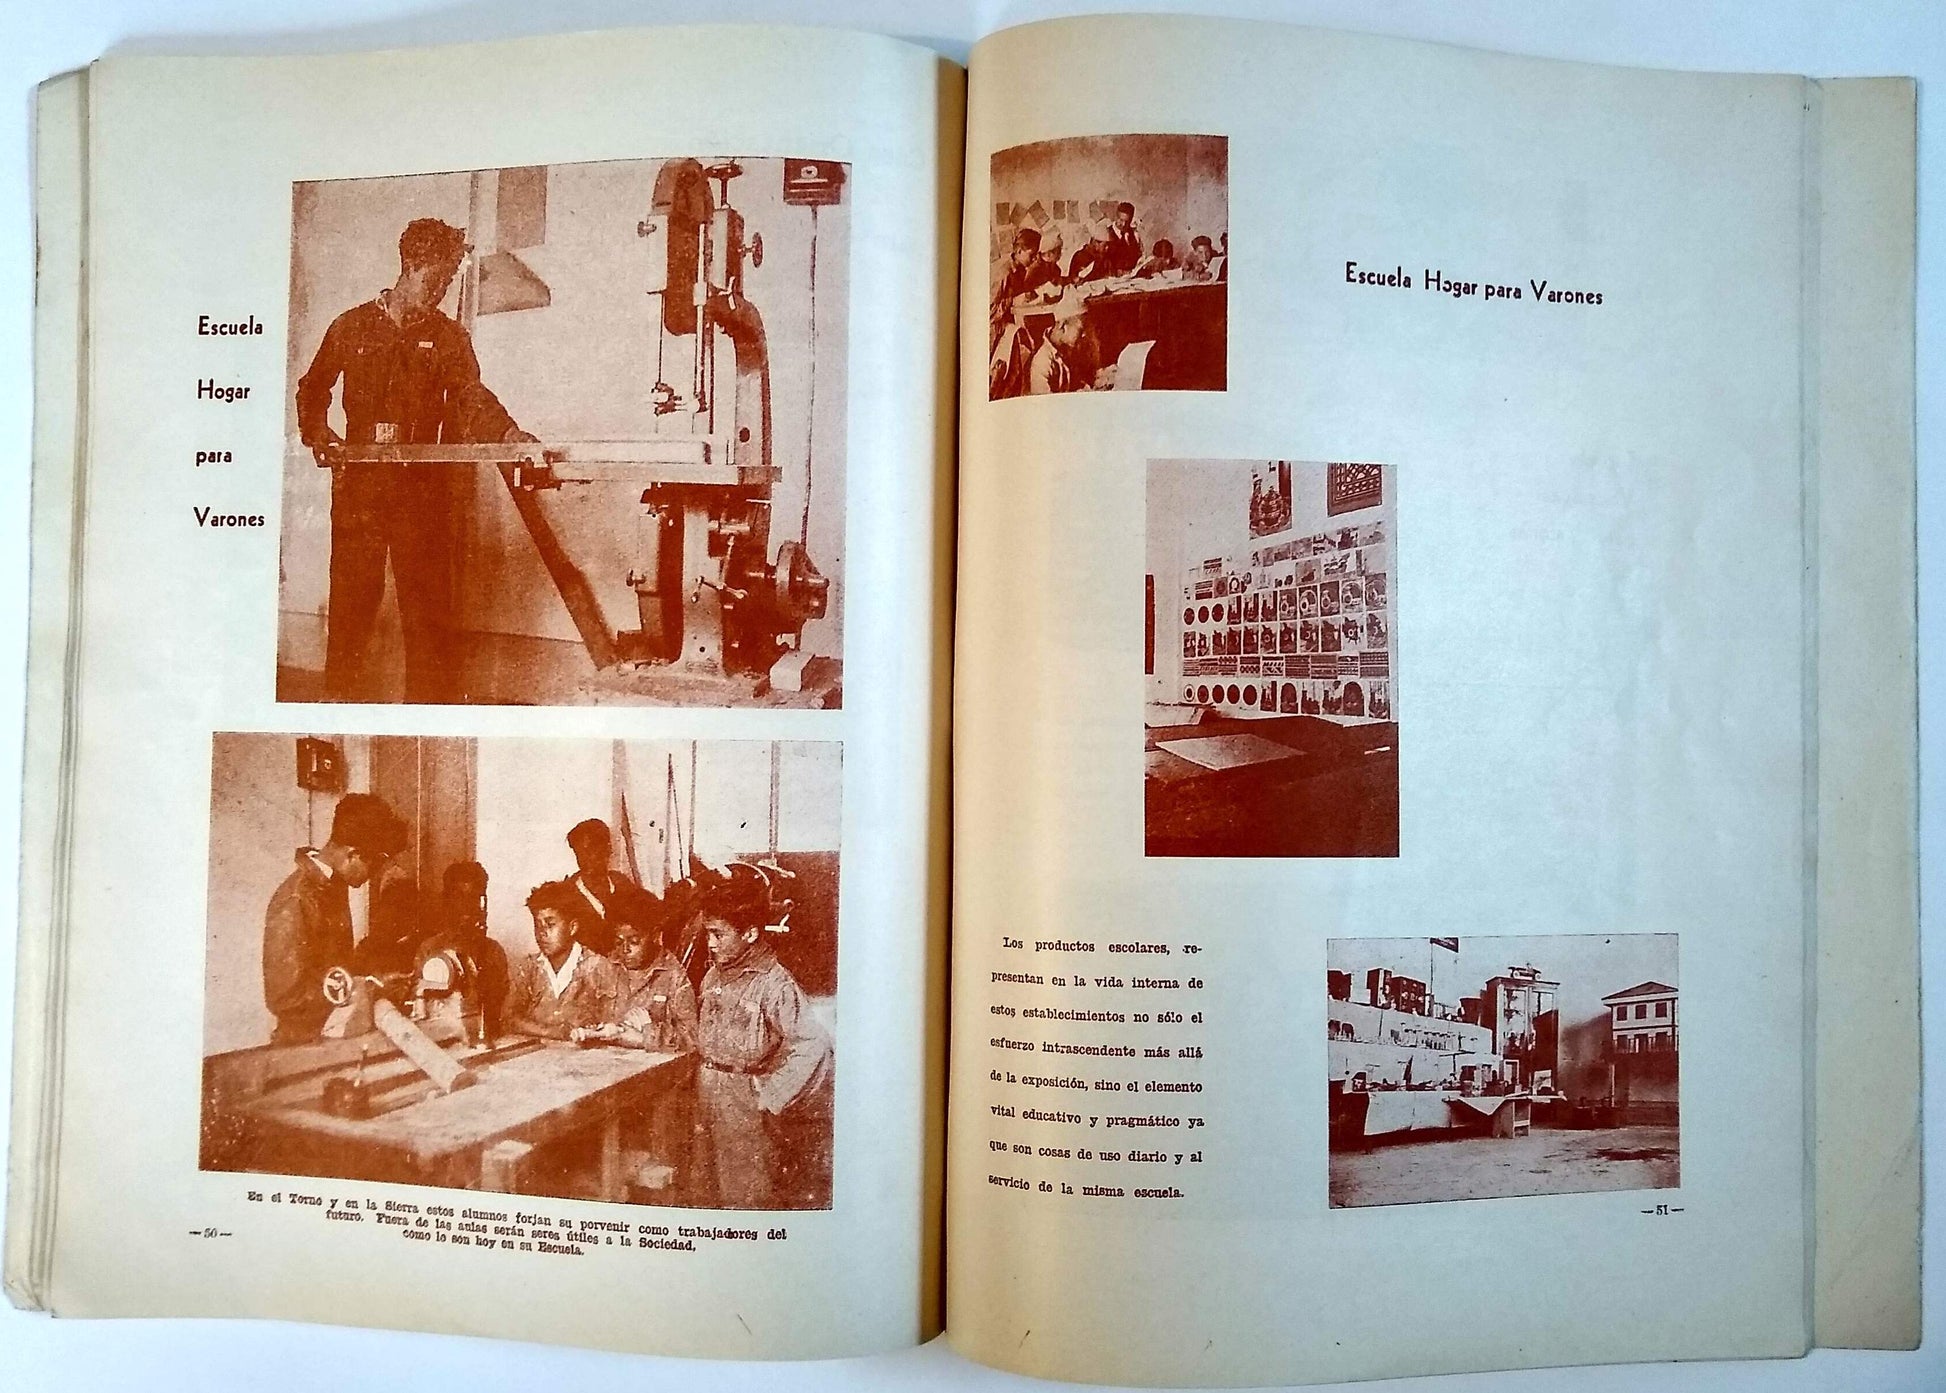 Escuela
Hogar
para
Varones
En el Torno y en la Sierra estos alumnos forjan su porvenir como trabajadores del
futuro. Fuera de las aulas serán seres útiles a la Sociedad,
como lo son hoy en su Escuela.
—50—
Escuela Hogar para Varones
Los productos escolares, re-
presentan en la vida interna de
estos establecimientos no sólo el
esfuerzo intrascendente más allá
de la exposición, sino el elemento
vital educativo y pragmático ya
que son cosas de uso diario y al
servicio de la misma escuela.
—51—